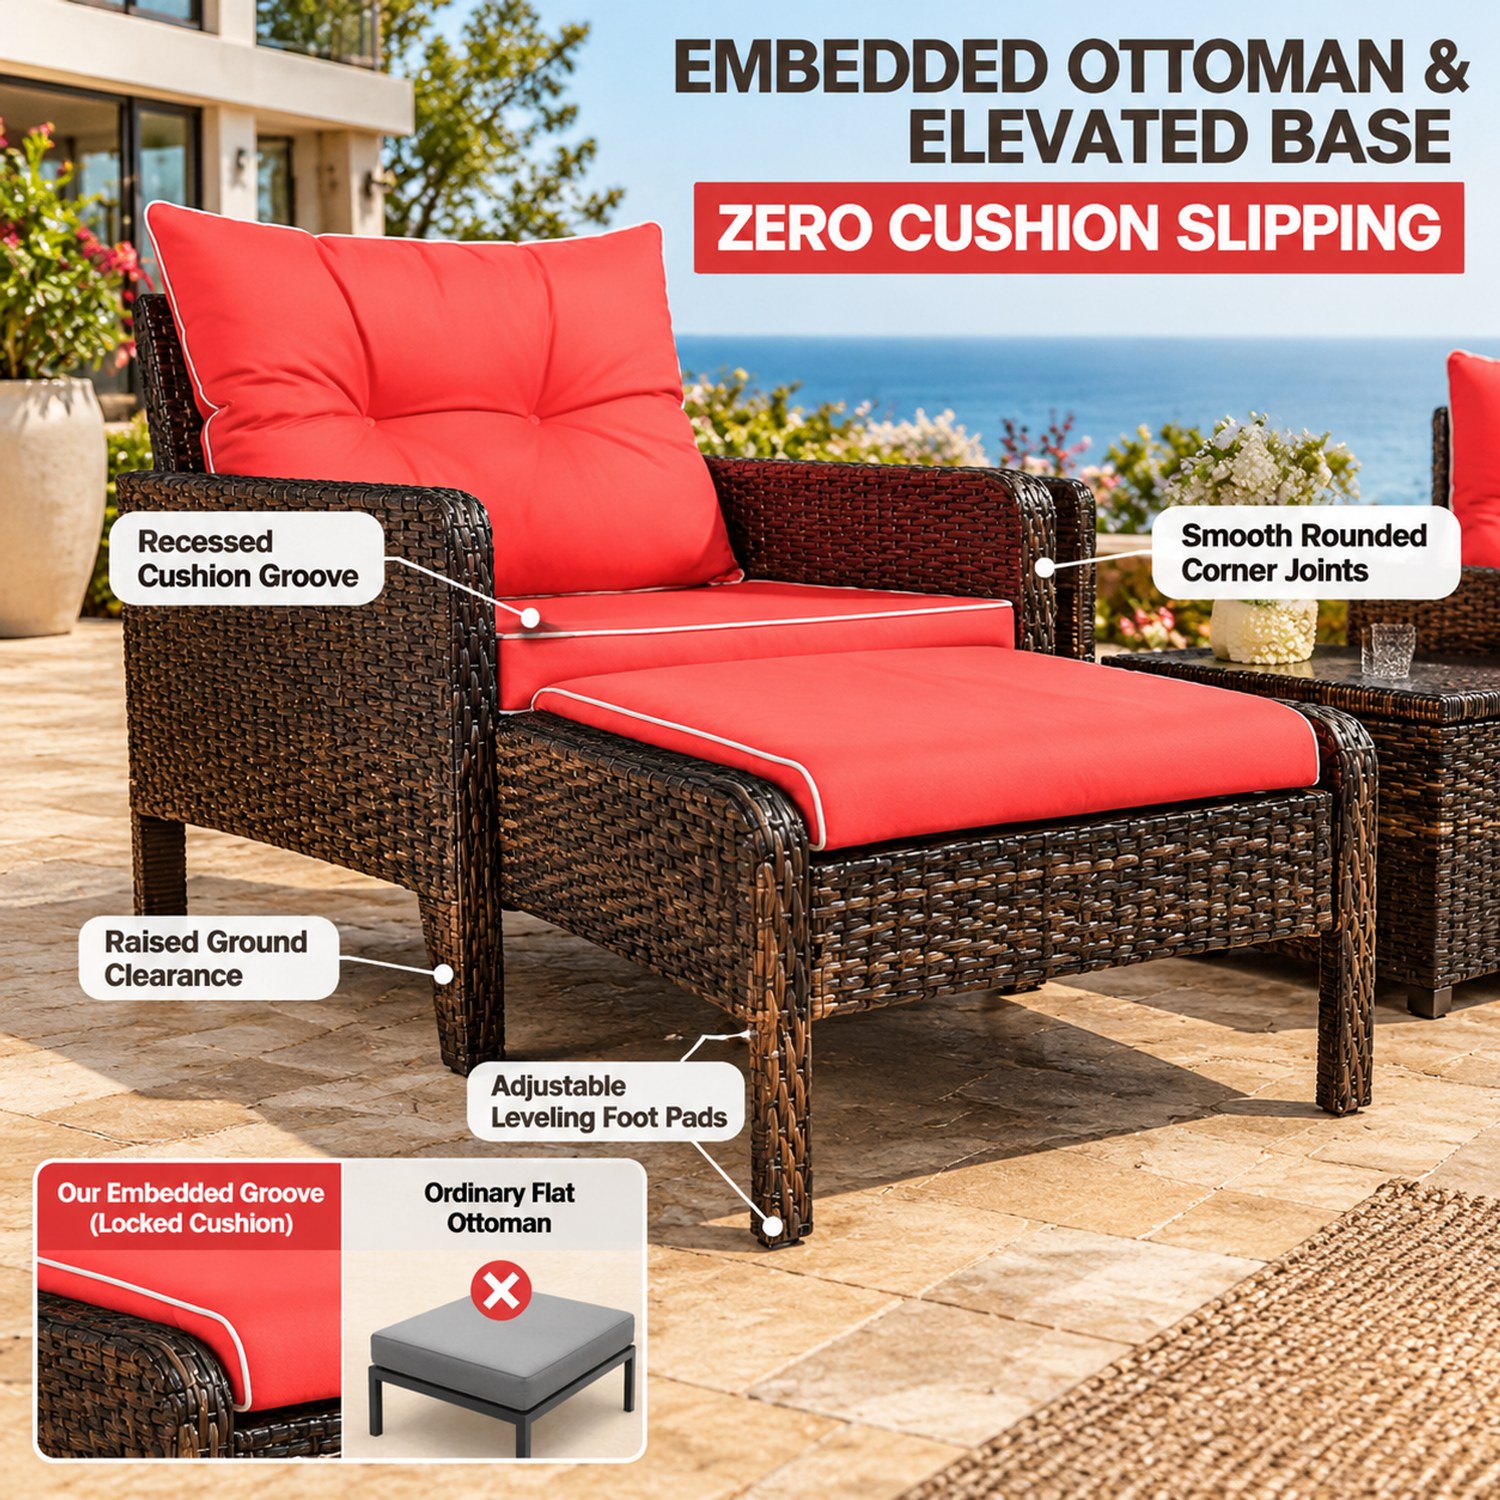 EMBEDDED OTTOMAN &
ELEVATED BASE
ZERO CUSHION SLIPPING
Recessed
Cushion Groove
Smooth Rounded
Corner Joints
Raised Ground
Clearance
Adjustable
Leveling Foot Pads
Our Embedded Groove
(Locked Cushion)
Ordinary Flat
Ottoman